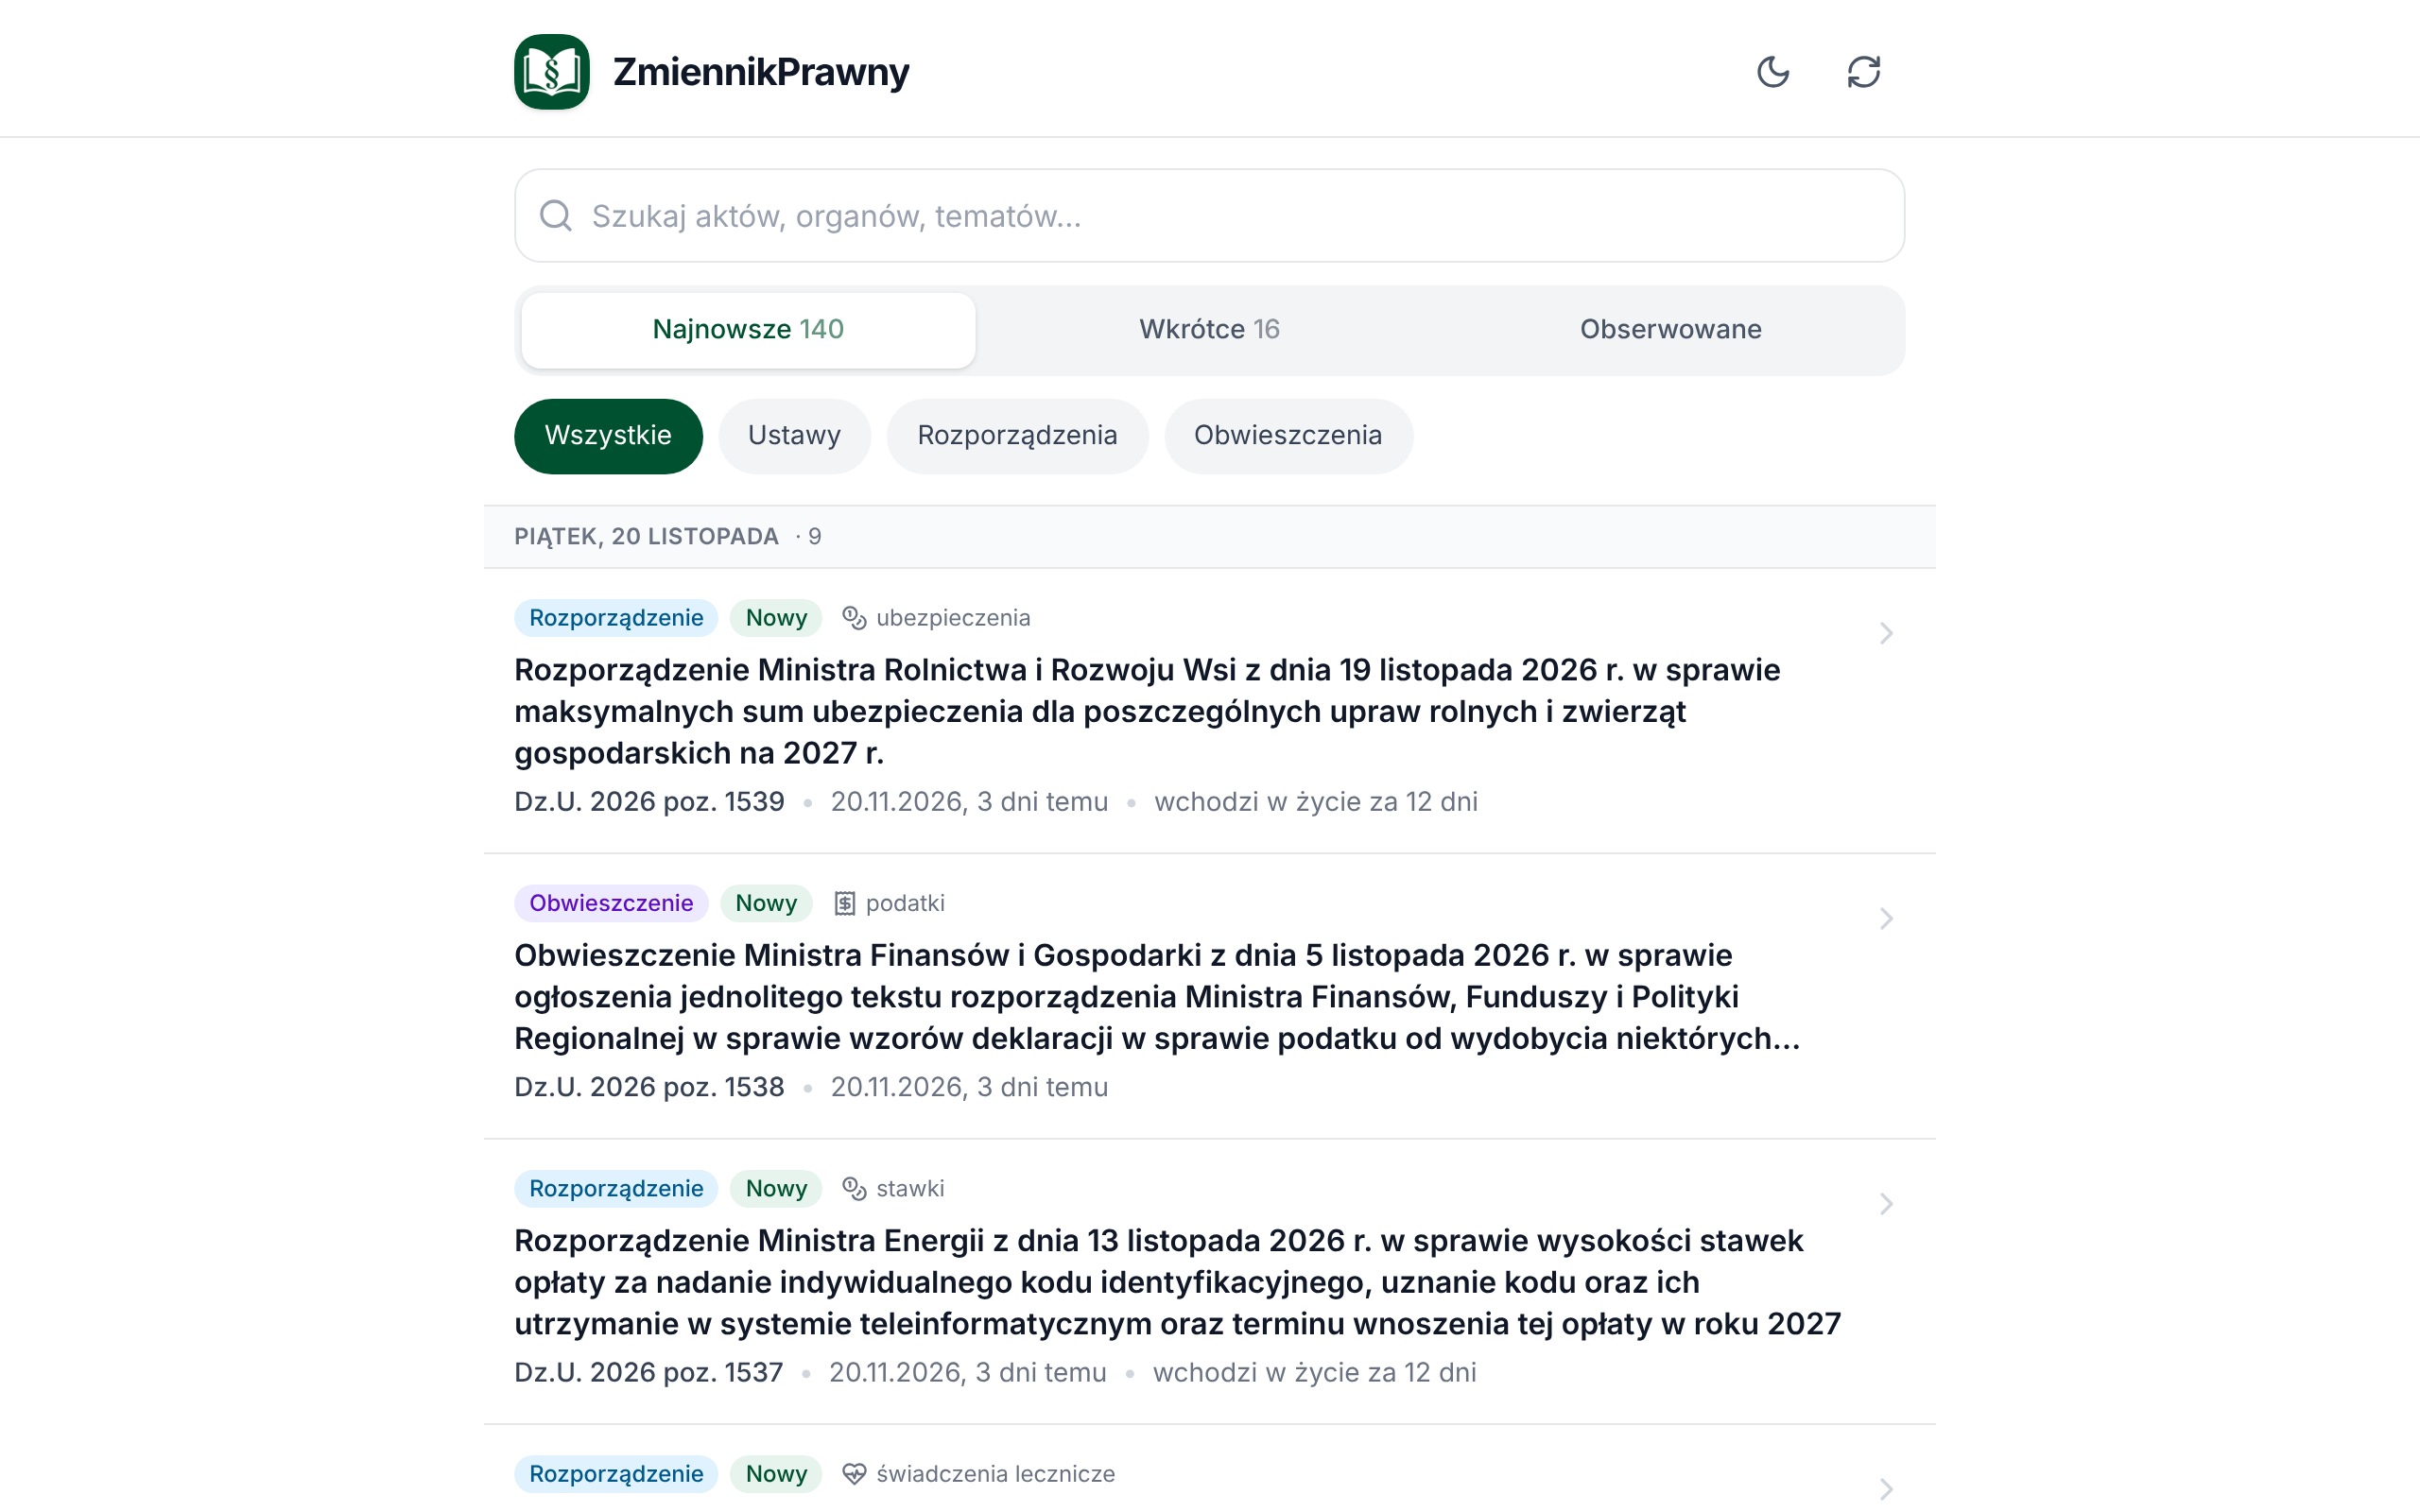 §
ZmiennikPrawny
Szukaj aktów, organów, tematów...
Najnowsze 140
Wkrótce 16
Obserwowane
Wszystkie
Ustawy
Rozporządzenia
Obwieszczenia
PIĄTEK, 20 LISTOPADA · 9
Rozporządzenie Nowy ubezpieczenia
Rozporządzenie Ministra Rolnictwa i Rozwoju Wsi z dnia 19 listopada 2026 r. w sprawie
maksymalnych sum ubezpieczenia dla poszczególnych upraw rolnych i zwierząt
gospodarskich na 2027 r.
Dz.U. 2026 poz. 1539 • 20.11.2026, 3 dni temu • wchodzi w życie za 12 dni
Obwieszczenie Nowy podatki
Obwieszczenie Ministra Finansów i Gospodarki z dnia 5 listopada 2026 r. w sprawie
ogłoszenia jednolitego tekstu rozporządzenia Ministra Finansów, Funduszy i Polityki
Regionalnej w sprawie wzorów deklaracji w sprawie podatku od wydobycia niektórych...
Dz.U. 2026 poz. 1538 • 20.11.2026, 3 dni temu
Rozporządzenie Nowy stawki
Rozporządzenie Ministra Energii z dnia 13 listopada 2026 r. w sprawie wysokości stawek
opłaty za nadanie indywidualnego kodu identyfikacyjnego, uznanie kodu oraz ich
utrzymanie w systemie teleinformatycznym oraz terminu wnoszenia tej opłaty w roku 2027
Dz.U. 2026 poz. 1537 • 20.11.2026, 3 dni temu • wchodzi w życie za 12 dni
Rozporządzenie Nowy świadczenia lecznicze